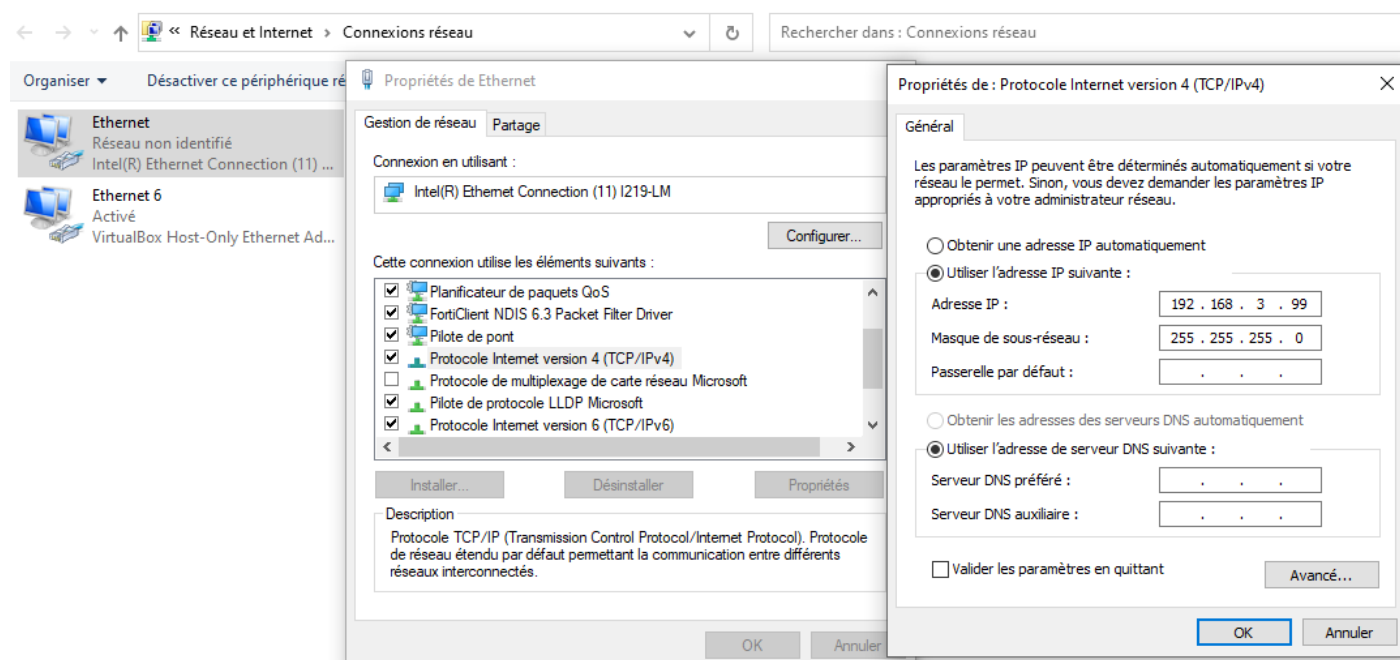 « Réseau et Internet › Connexions réseau
Rechercher dans : Connexions réseau
Organiser
Désactiver ce périphérique ré
Ethernet
Réseau non identifié
Intel(R) Ethernet Connection (11) ...
Ethernet 6
Activé
VirtualBox Host-Only Ethernet Ad...
Propriétés de Ethernet
Gestion de réseau
Partage
Connexion en utilisant :
Intel(R) Ethernet Connection (11) I219-LM
Configurer...
Cette connexion utilise les éléments suivants :
Planificateur de paquets QoS
FortiClient NDIS 6.3 Packet Filter Driver
Pilote de pont
Protocole Internet version 4 (TCP/IPv4)
Protocole de multiplexage de carte réseau Microsoft
Pilote de protocole LLDP Microsoft
Protocole Internet version 6 (TCP/IPv6)
Installer...
Désinstaller
Propriétés
Description
Protocole TCP/IP (Transmission Control Protocol/Internet Protocol). Protocole
de réseau étendu par défaut permettant la communication entre différents
réseaux interconnectés.
OK
Annuler
Propriétés de : Protocole Internet version 4 (TCP/IPv4)
Général
Les paramètres IP peuvent être déterminés automatiquement si votre
réseau le permet. Sinon, vous devez demander les paramètres IP
appropriés à votre administrateur réseau.
Obtenir une adresse IP automatiquement
Utiliser l'adresse IP suivante :
Adresse IP :
192 . 168 . 3 . 99
Masque de sous-réseau :
255 . 255 . 255 . 0
Passerelle par défaut :
. . .
Obtenir les adresses des serveurs DNS automatiquement
Utiliser l'adresse de serveur DNS suivante :
Serveur DNS préféré :
. . .
Serveur DNS auxiliaire :
. . .
Valider les paramètres en quittant
Avancé...
OK
Annuler